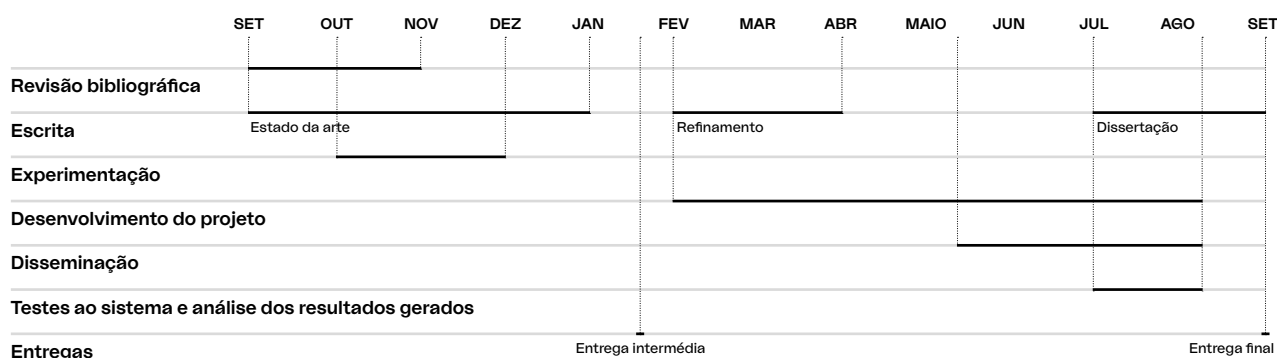 SET OUT NOV DEZ JAN FEV MAR ABR MAIO JUN JUL AGO SET
Revisão bibliográfica
Escrita Estado da arte Refinamento Dissertação
Experimentação
Desenvolvimento do projeto
Disseminação
Testes ao sistema e análise dos resultados gerados
Entregas Entrega intermédia Entrega final